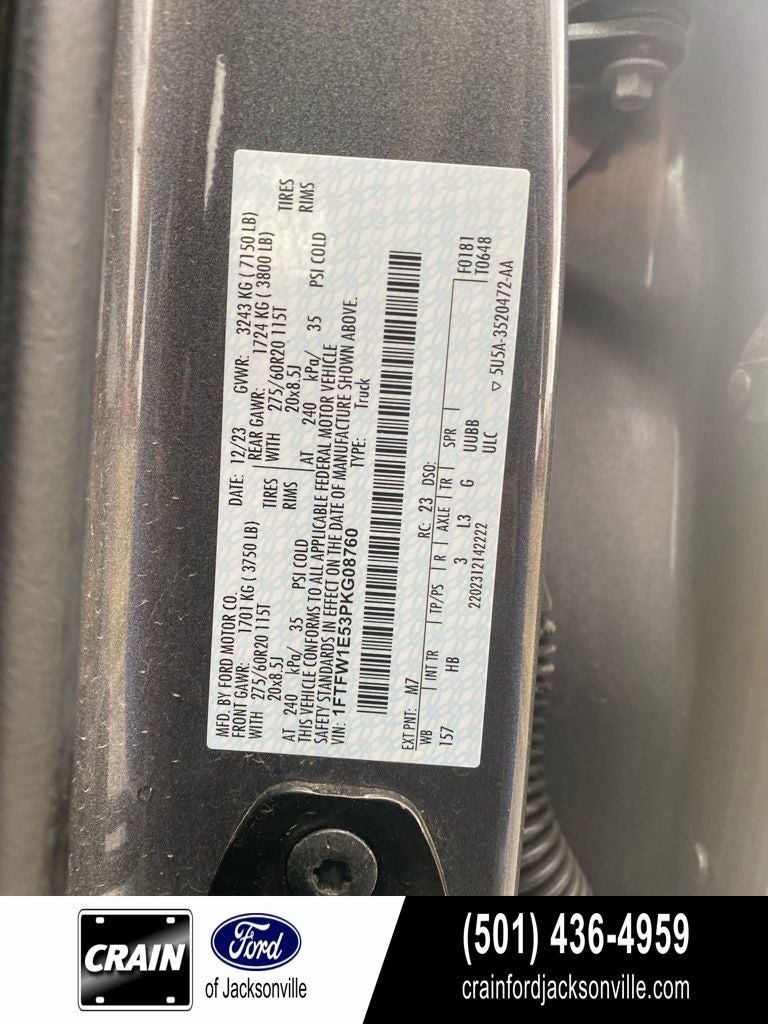 MFD. BY FORD MOTOR CO.
DATE: 12/23 GVWR: 3243 KG ( 7150 LB)
FRONT GAWR: 1701 KG ( 3750 LB) REAR GAWR: 1724 KG ( 3800 LB)
WITH 275/60R20 115T TIRES WITH 275/60R20 115T TIRES
20x8.5J RIMS 20x8.5J RIMS
AT 240 kPa/ 35 PSI COLD AT 240 kPa/ 35 PSI COLD
THIS VEHICLE CONFORMS TO ALL APPLICABLE FEDERAL MOTOR VEHICLE
SAFETY STANDARDS IN EFFECT ON THE DATE OF MANUFACTURE SHOWN ABOVE.
VIN: 1FTFW1E53PKG08760 TYPE: Truck
EXT PNT: M7 RC: 23 DSO: F0181
WB INT TR TP/PS R AXLE TR SPR T0648
157 HB 3 L3 G UUBB
2202312142222 ULC ▽ 5U5A-3520472-AA
CRAIN
Ford
of Jacksonville
(501) 436-4959
crainfordjacksonville.com